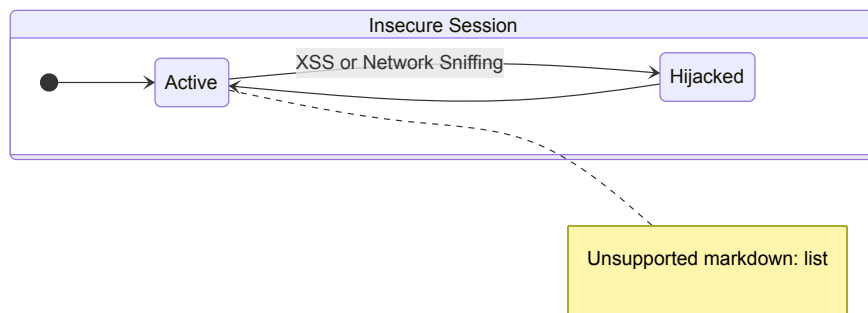 Insecure Session
XSS or Network Sniffing
Active
Hijacked
Unsupported markdown: list